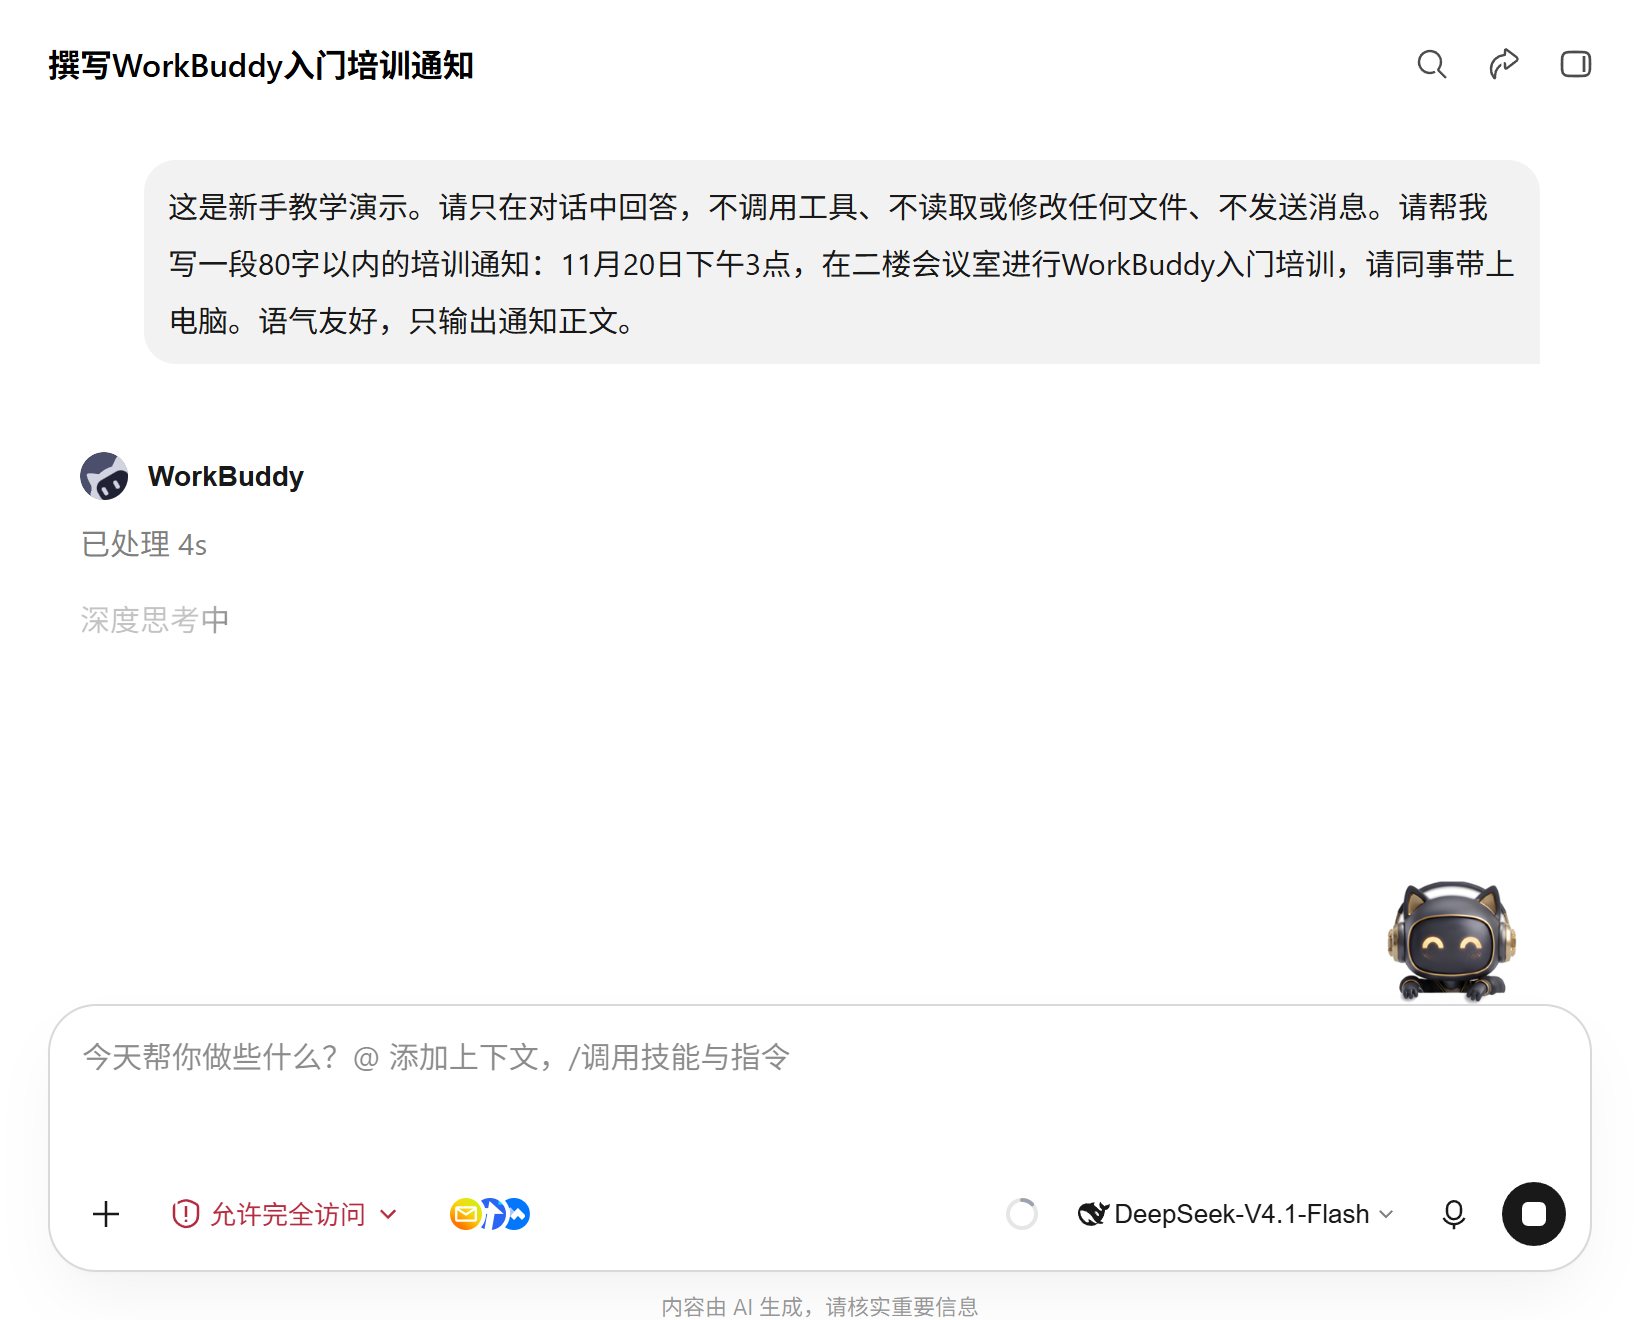 撰写WorkBuddy入门培训通知
这是新手教学演示。请只在对话中回答，不调用工具、不读取或修改任何文件、不发送消息。请帮我
写一段80字以内的培训通知：11月20日下午3点，在二楼会议室进行WorkBuddy入门培训，请同事带上
电脑。语气友好，只输出通知正文。
WorkBuddy
已处理 4s
深度思考中
今天帮你做些什么？@ 添加上下文，/调用技能与指令
允许完全访问
DeepSeek-V4.1-Flash
内容由 AI 生成，请核实重要信息